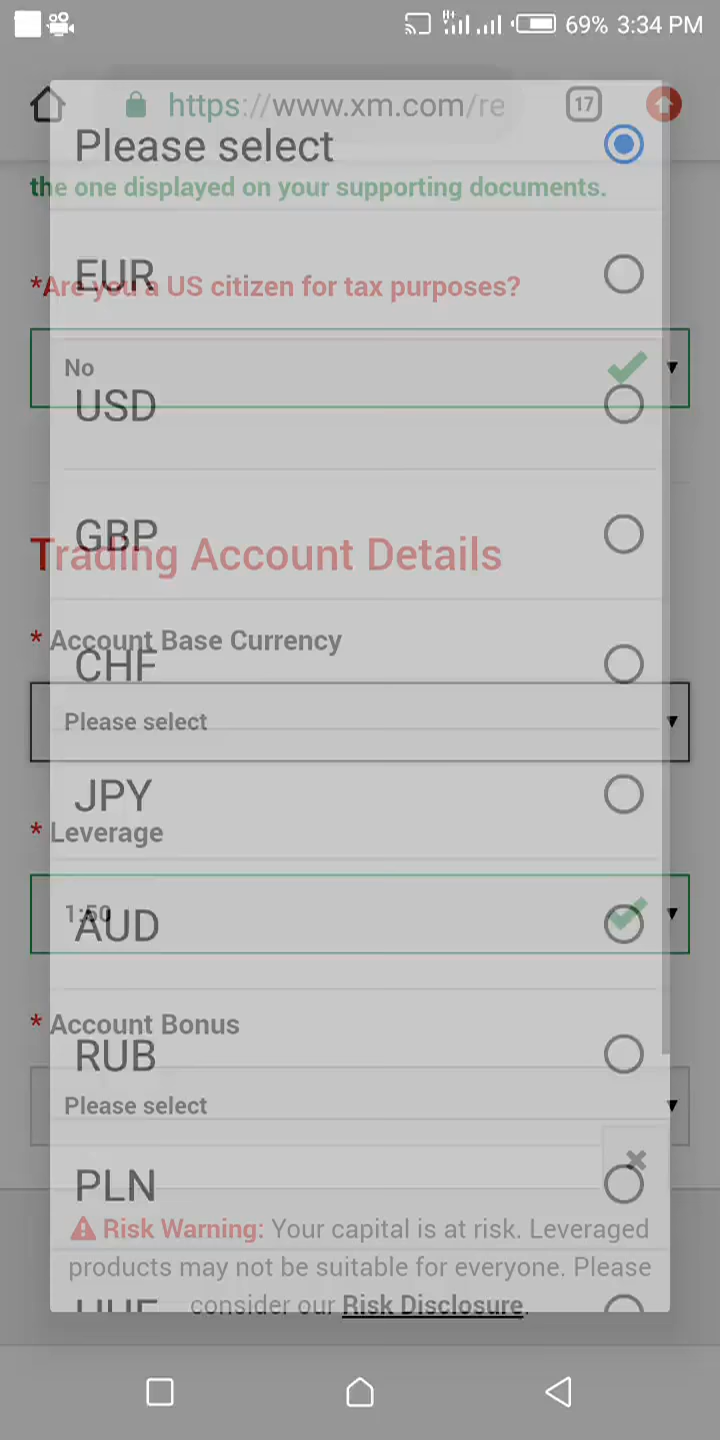 69% 3:34 PM
https://www.xm.com/re
17
Please select
the one displayed on your supporting documents.
EUR
*Are you a US citizen for tax purposes?
No
USD
GBP
Trading Account Details
* Account Base Currency
CHF
Please select
JPY
* Leverage
1:50
AUD
* Account Bonus
RUB
Please select
PLN
Risk Warning: Your capital is at risk. Leveraged
products may not be suitable for everyone. Please
consider our Risk Disclosure.